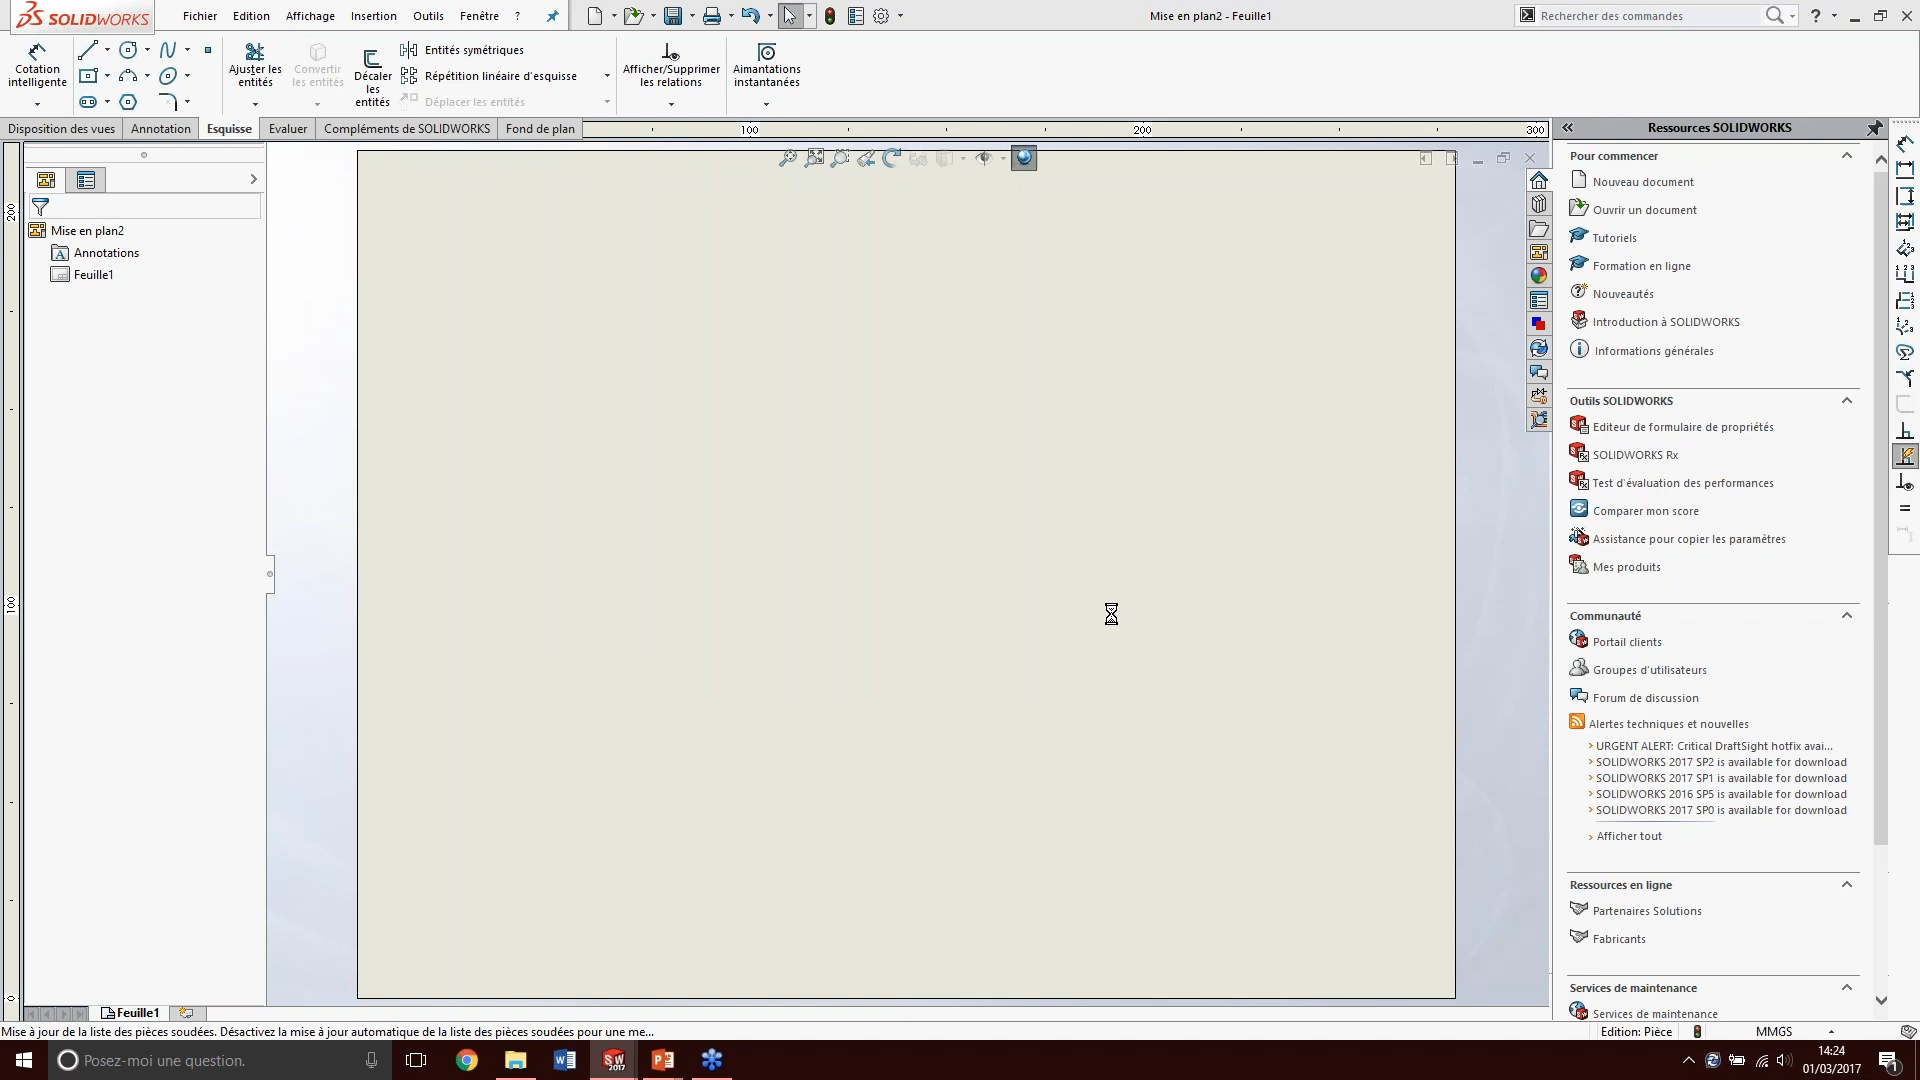 SOLIDWORKS
Fichier Edition Affichage Insertion Outils Fenêtre ?
Mise en plan2 - Feuille1
Rechercher des commandes
Cotation intelligente
Ajuster les entités
Convertir les entités
Décaler les entités
Entités symétriques
Répétition linéaire d'esquisse
Déplacer les entités
Afficher/Supprimer les relations
Aimantations instantanées
Disposition des vues Annotation Esquisse Evaluer Compléments de SOLIDWORKS Fond de plan
100 200 300
200
100
0
Mise en plan2
Annotations
Feuille1
Ressources SOLIDWORKS
Pour commencer
Nouveau document
Ouvrir un document
Tutoriels
Formation en ligne
Nouveautés
Introduction à SOLIDWORKS
Informations générales
Outils SOLIDWORKS
Editeur de formulaire de propriétés
SOLIDWORKS Rx
Test d'évaluation des performances
Comparer mon score
Assistance pour copier les paramètres
Mes produits
Communauté
Portail clients
Groupes d'utilisateurs
Forum de discussion
Alertes techniques et nouvelles
URGENT ALERT: Critical DraftSight hotfix avai...
SOLIDWORKS 2017 SP2 is available for download
SOLIDWORKS 2017 SP1 is available for download
SOLIDWORKS 2016 SP5 is available for download
SOLIDWORKS 2017 SP0 is available for download
Afficher tout
Ressources en ligne
Partenaires Solutions
Fabricants
Services de maintenance
Services de maintenance
Feuille1
Mise à jour de la liste des pièces soudées. Désactivez la mise à jour automatique de la liste des pièces soudées pour une me...
Edition: Pièce
MMGS
Posez-moi une question.
14:24
01/03/2017